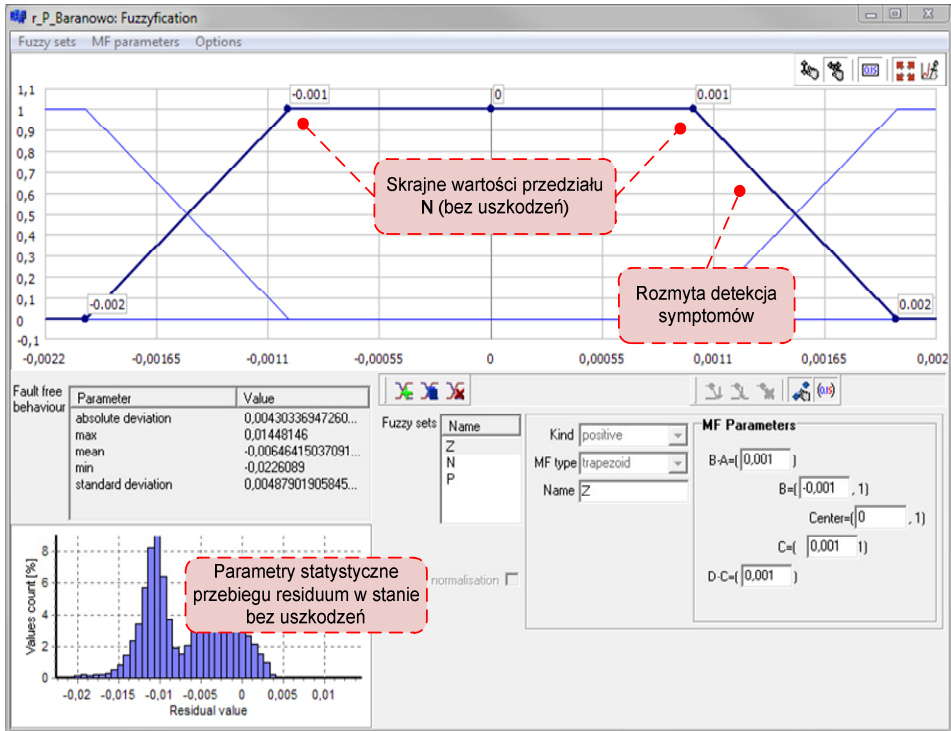 r_P_Baranowo: Fuzzyfication
Fuzzy sets MF parameters Options
0.15
1,1
1
0,9
0,8
0,7
0,6
0,5
0,4
0,3
0,2
0,1
0
-0,1
-0.001 0 0.001
Skrajne wartości przedziału
N (bez uszkodzeń)
Rozmyta detekcja
symptomów
-0.002 0.002
-0,0022 -0,00165 -0,0011 -0,00055 0 0,00055 0,0011 0,00165 0,002
Fault free
behaviour
Parameter Value
absolute deviation 0,00430336947260...
max 0,01448146
mean -0,00646415037091...
min -0,0226089
standard deviation 0,00487901905845...
Fuzzy sets
Name
Z
N
P
normalisation
Kind positive
MF type trapezoid
Name Z
(0.15)
MF Parameters
B-A=( 0,001 )
B=( -0,001 , 1)
Center=( 0 , 1)
C=( 0,001 1)
D-C=( 0,001 )
Values count [%]
8
6
4
2
0
Parametry statystyczne
przebiegu residuum w stanie
bez uszkodzeń
-0,02 -0,015 -0,01 -0,005 0 0,005 0,01
Residual value